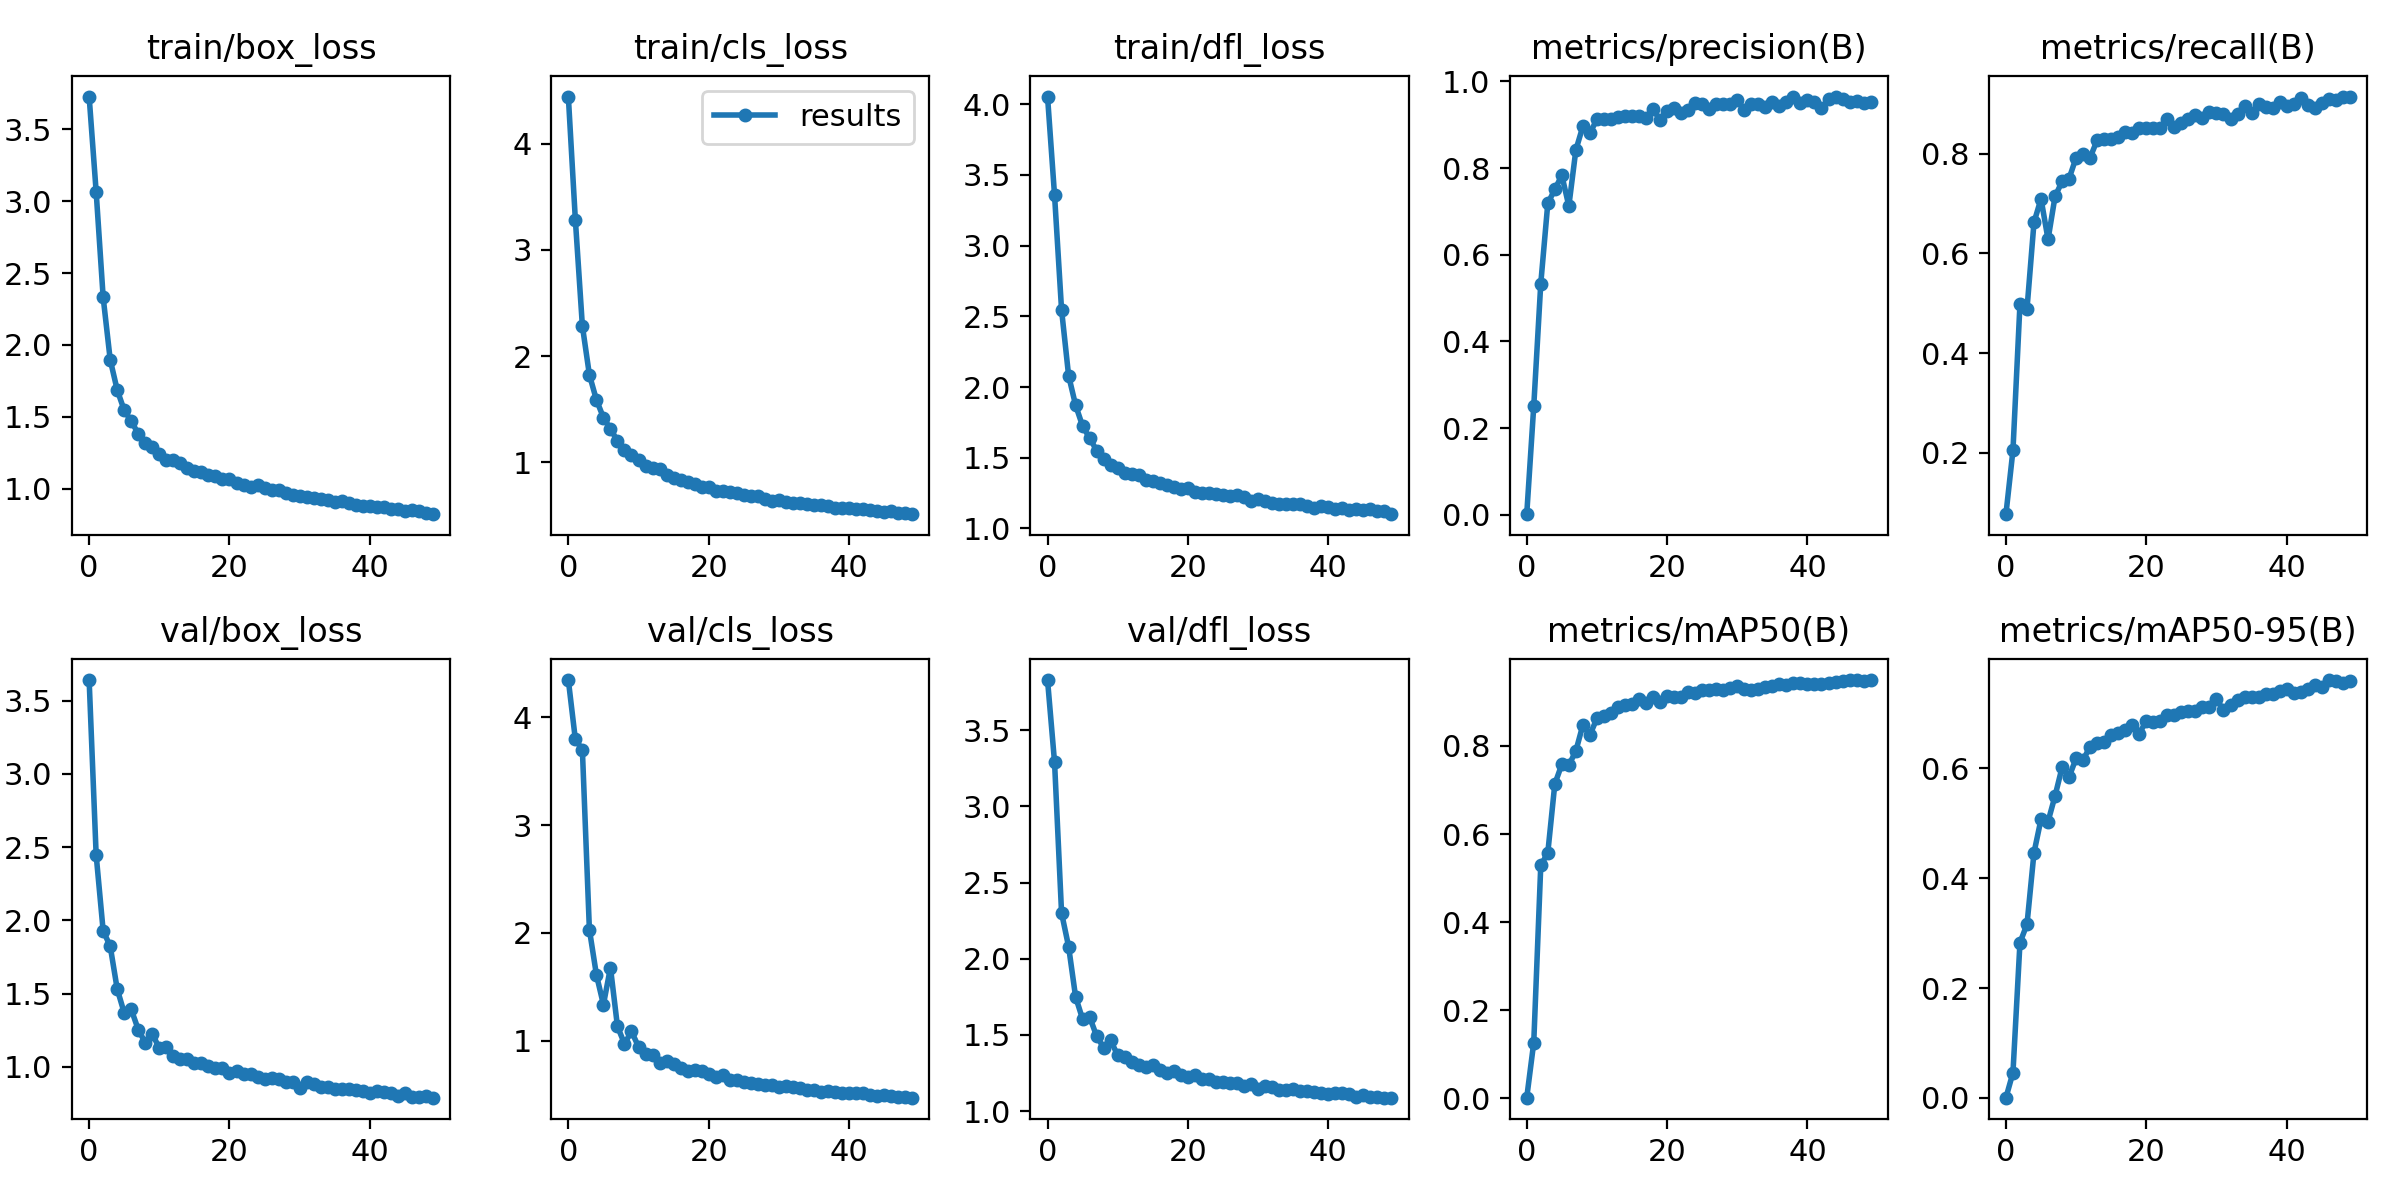 train/box_loss
train/cls_loss
train/dfl_loss
metrics/precision(B)
metrics/recall(B)
results
3.5
3.0
2.5
2.0
1.5
1.0
0 20 40
4
3
2
1
0 20 40
4.0
3.5
3.0
2.5
2.0
1.5
1.0
0 20 40
1.0
0.8
0.6
0.4
0.2
0.0
0 20 40
0.8
0.6
0.4
0.2
0 20 40
val/box_loss
val/cls_loss
val/dfl_loss
metrics/mAP50(B)
metrics/mAP50-95(B)
3.5
3.0
2.5
2.0
1.5
1.0
0 20 40
4
3
2
1
0 20 40
3.5
3.0
2.5
2.0
1.5
1.0
0 20 40
0.8
0.6
0.4
0.2
0.0
0 20 40
0.6
0.4
0.2
0.0
0 20 40